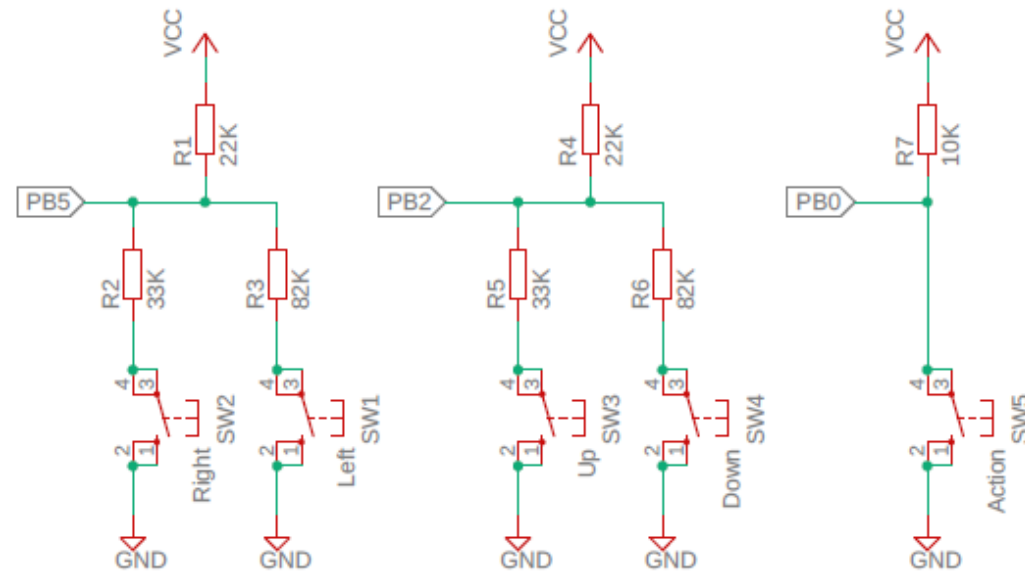 VCC
VCC
VCC
R1
22K
R4
22K
R7
10K
PB5
PB2
PB0
R2
33K
R3
82K
R5
33K
R6
82K
4
3
4
3
4
3
4
3
4
3
SW2
SW1
SW3
SW4
SW5
2
1
2
1
2
1
2
1
2
1
Right
Left
Up
Down
Action
GND
GND
GND
GND
GND